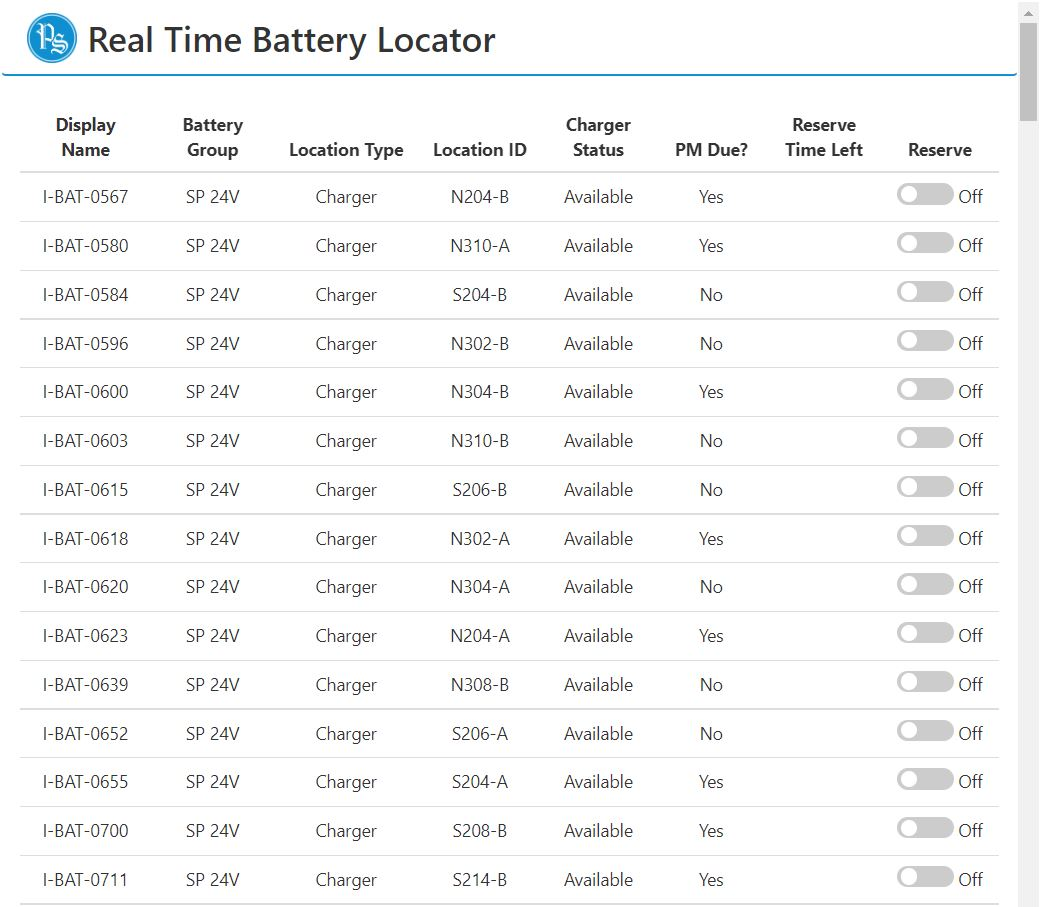 PS Real Time Battery Locator
Display Name Battery Group Location Type Location ID Charger Status PM Due? Reserve Time Left Reserve
I-BAT-0567 SP 24V Charger N204-B Available Yes Off
I-BAT-0580 SP 24V Charger N310-A Available Yes Off
I-BAT-0584 SP 24V Charger S204-B Available No Off
I-BAT-0596 SP 24V Charger N302-B Available No Off
I-BAT-0600 SP 24V Charger N304-B Available Yes Off
I-BAT-0603 SP 24V Charger N310-B Available No Off
I-BAT-0615 SP 24V Charger S206-B Available No Off
I-BAT-0618 SP 24V Charger N302-A Available Yes Off
I-BAT-0620 SP 24V Charger N304-A Available No Off
I-BAT-0623 SP 24V Charger N204-A Available Yes Off
I-BAT-0639 SP 24V Charger N308-B Available No Off
I-BAT-0652 SP 24V Charger S206-A Available No Off
I-BAT-0655 SP 24V Charger S204-A Available Yes Off
I-BAT-0700 SP 24V Charger S208-B Available Yes Off
I-BAT-0711 SP 24V Charger S214-B Available Yes Off